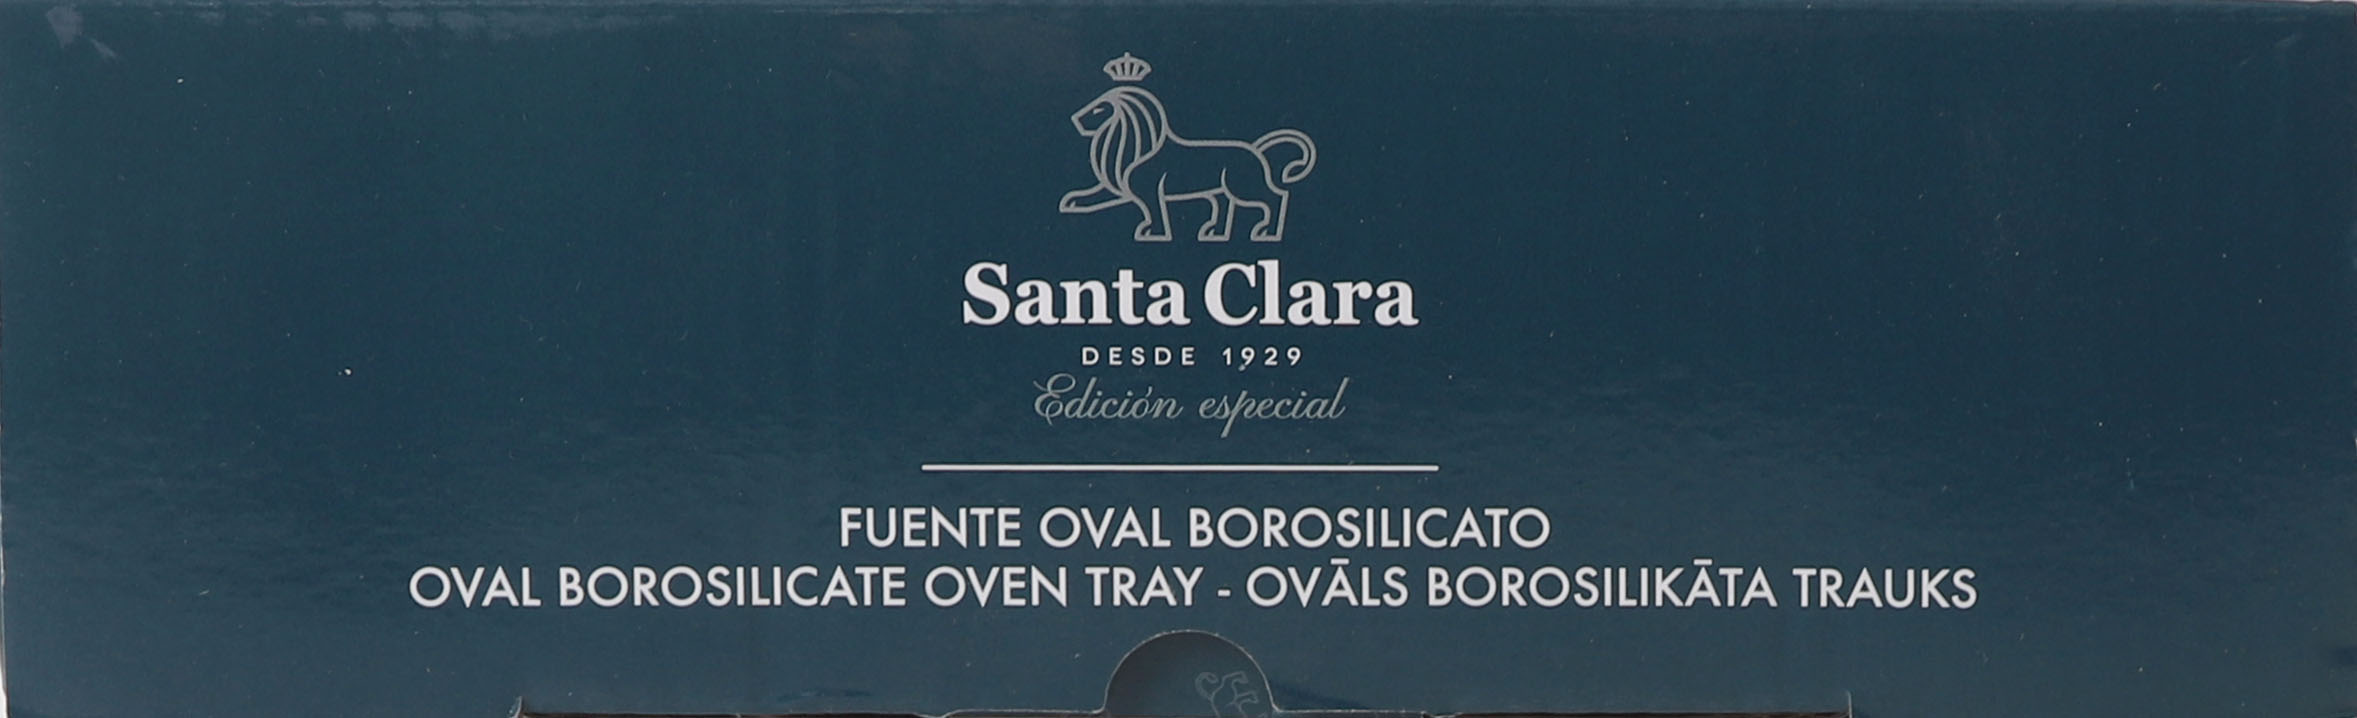 Santa Clara
DESDE 1929
Edición especial
FUENTE OVAL BOROSILICATO
OVAL BOROSILICATE OVEN TRAY - OVĀLS BOROSILIKĀTA TRAUKS